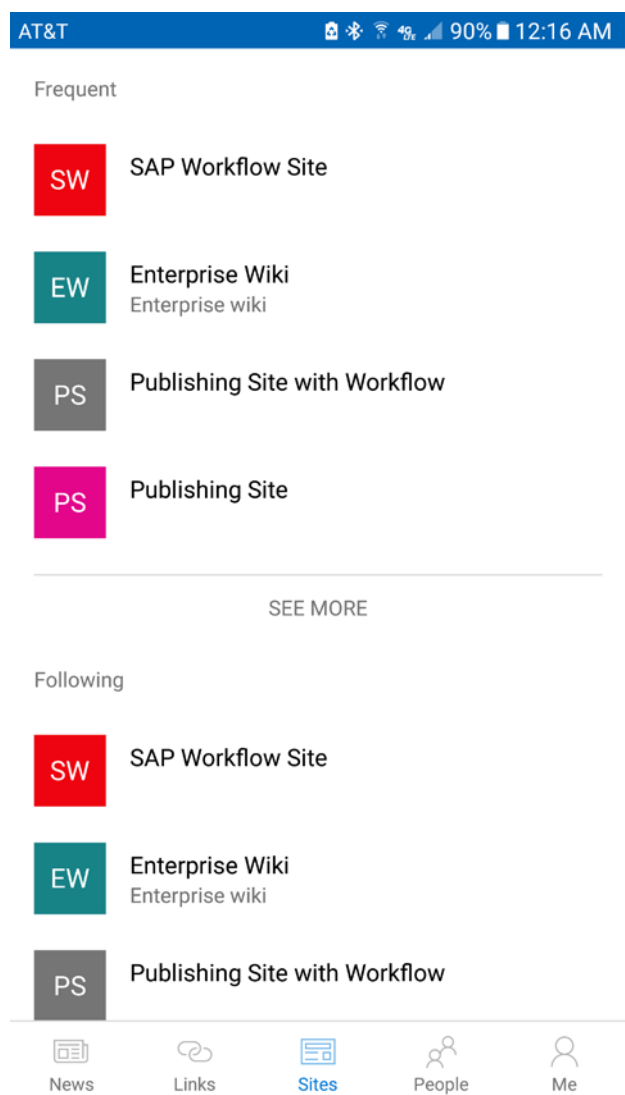 AT&T 90% 12:16 AM
Frequent
SW SAP Workflow Site
EW Enterprise Wiki
Enterprise wiki
PS Publishing Site with Workflow
PS Publishing Site
SEE MORE
Following
SW SAP Workflow Site
EW Enterprise Wiki
Enterprise wiki
PS Publishing Site with Workflow
News Links Sites People Me